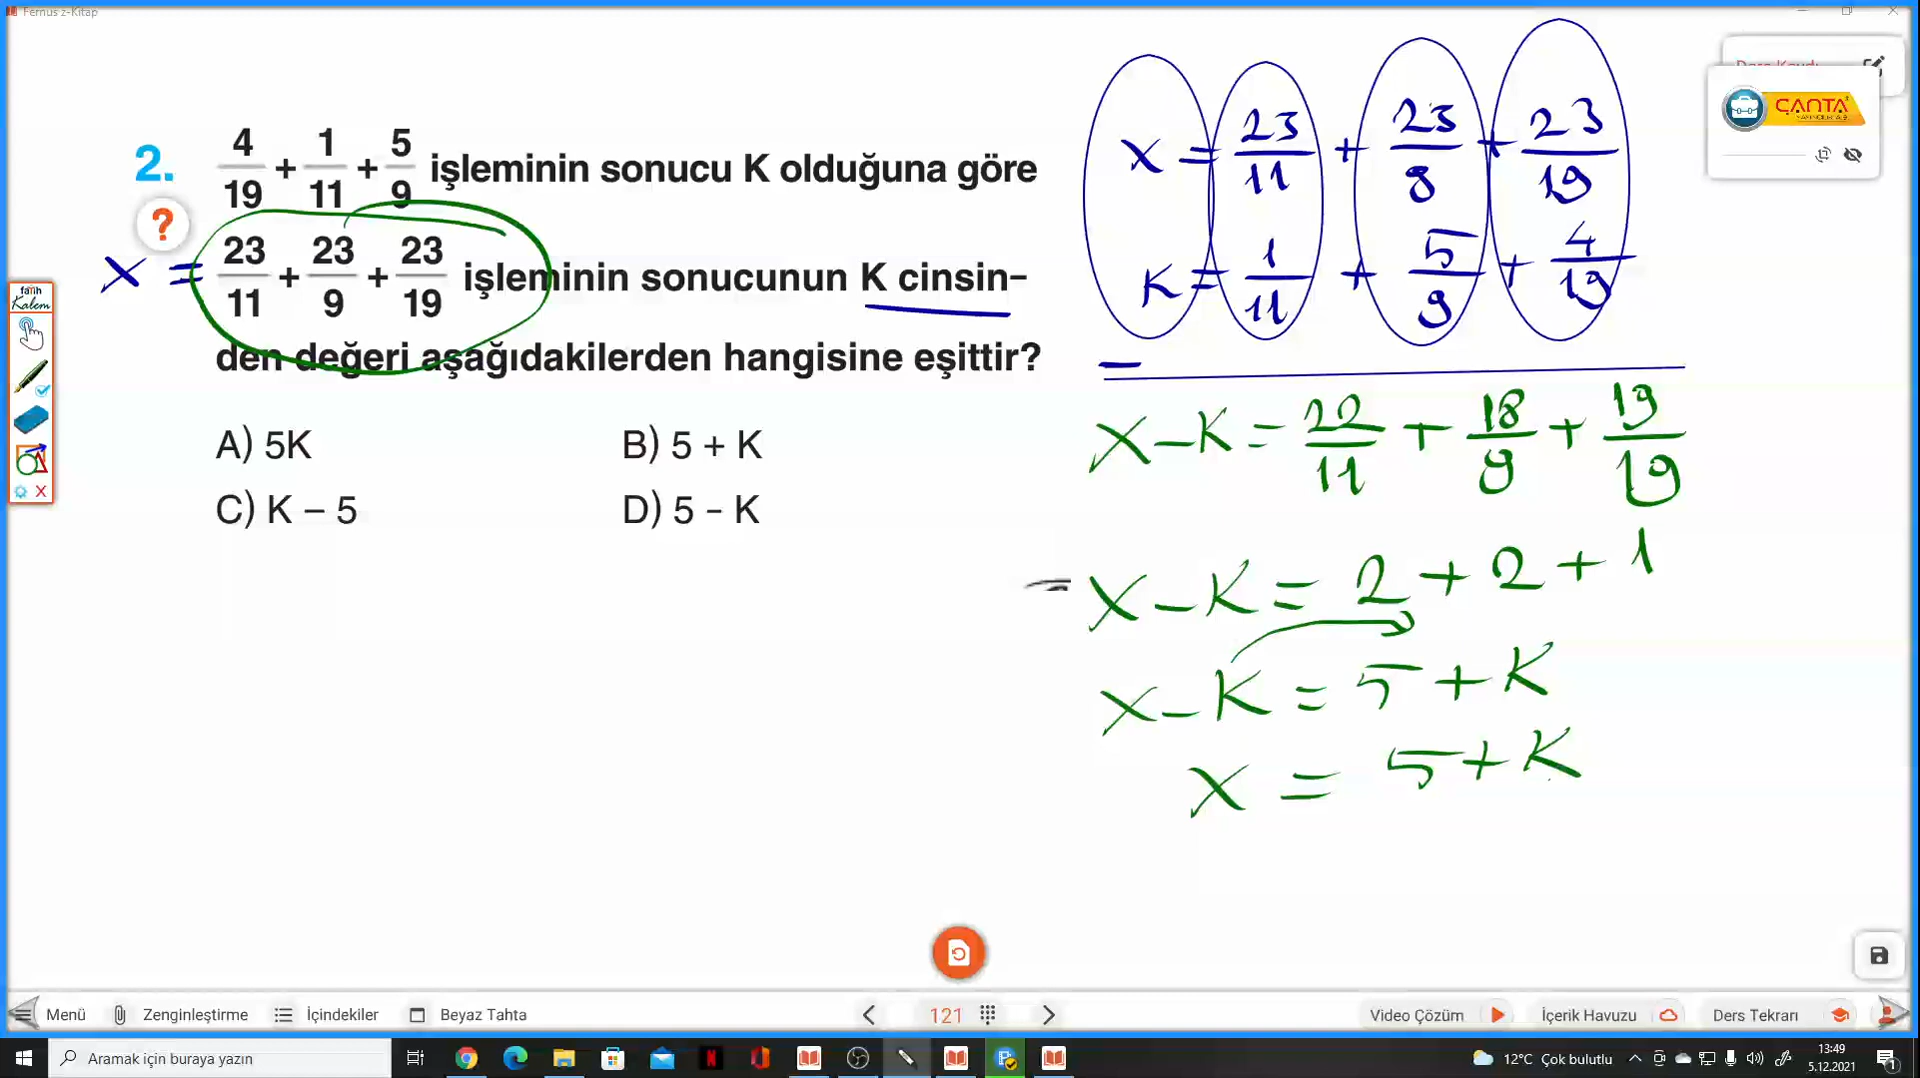 Fernus z-Kitap
2. 4/19 + 1/11 + 5/9 işleminin sonucu K olduğuna göre
?
x = 23/11 + 23/9 + 23/19 işleminin sonucunun K cinsin-
den değeri aşağıdakilerden hangisine eşittir?
A) 5K
B) 5 + K
C) K – 5
D) 5 - K
x = 23/11 + 23/9 + 23/19
K = 1/11 + 5/9 + 4/19
–
x – K = 22/11 + 18/9 + 19/19
x – K = 2 + 2 + 1
x – K = 5 + K
x = 5 + K
ÇANTA
fatih
Kalem
Menü
Zenginleştirme
İçindekiler
Beyaz Tahta
121
Video Çözüm
İçerik Havuzu
Ders Tekrarı
Aramak için buraya yazın
12°C Çok bulutlu
13:49
5.12.2021
1